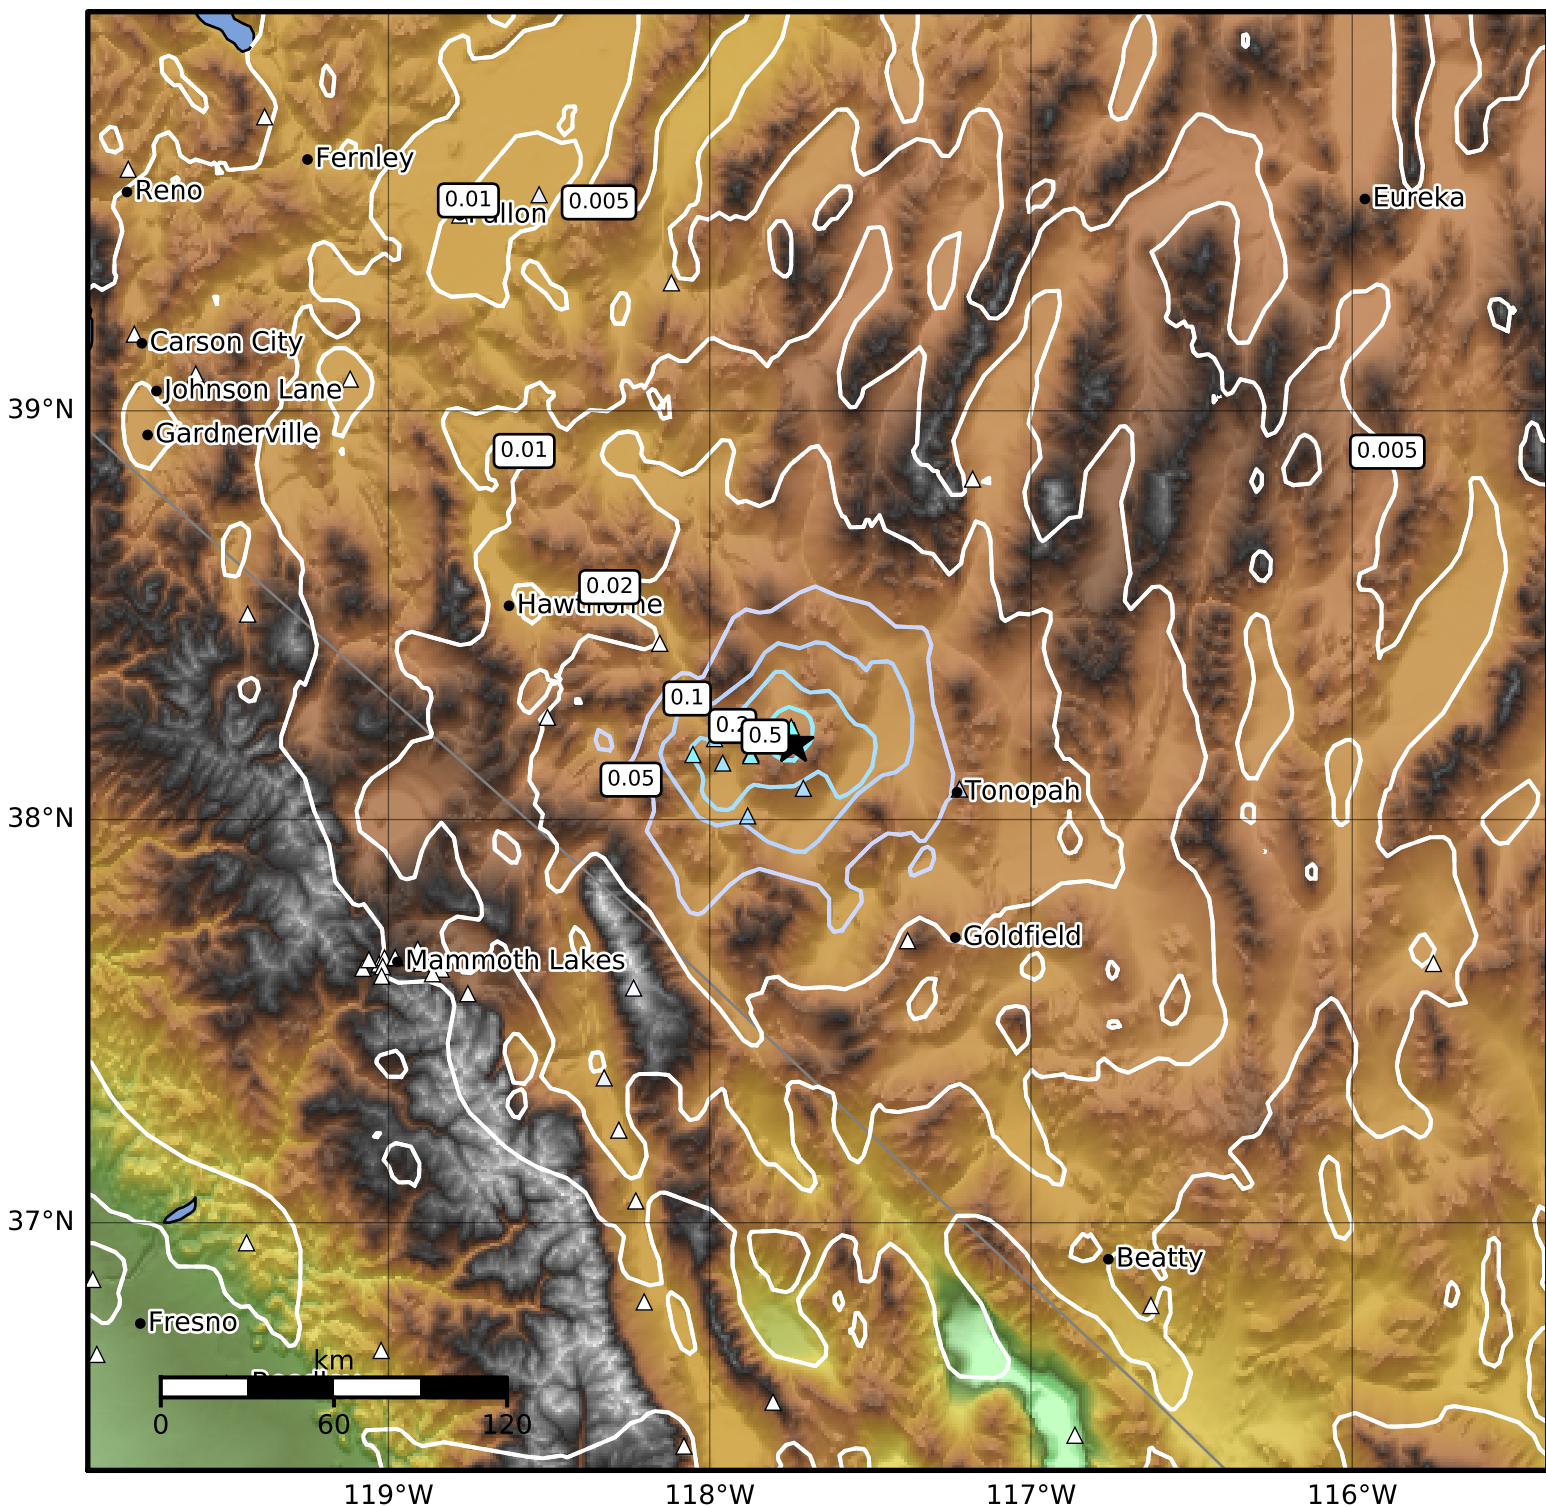 Fernley
Reno
0.01
0.005
Fallon
Eureka
Carson City
Johnson Lane
39°N
Gardnerville
0.01
0.005
0.02
Hawthorne
0.1
0.2
0.5
0.05
Tonopah
38°N
Goldfield
Mammoth Lakes
37°N
Beatty
Fresno
km
0
60
120
119°W
118°W
117°W
116°W